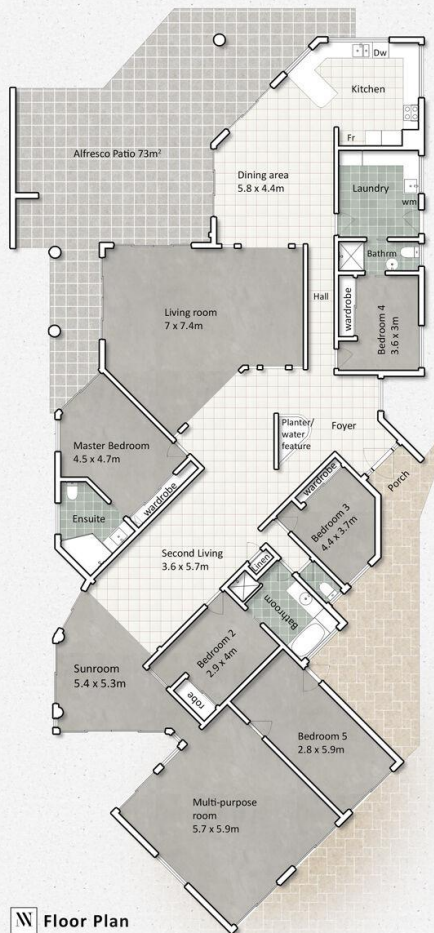 Dw
Kitchen
Fr
Alfresco Patio 73m²
Dining area
5.8 x 4.4m
Laundry
wm
Bathrm
Living room
7 x 7.4m
Hall
wardrobe
Bedroom 4
3.6 x 3m
Planter/
water
feature
Foyer
Master Bedroom
4.5 x 4.7m
wardrobe
Ensuite
wardrobe
Porch
Bedroom 3
4.4 x 3.7m
Second Living
3.6 x 5.7m
Linen
Bathroom
Bedroom 2
2.9 x 4m
robe
Sunroom
5.4 x 5.3m
Bedroom 5
2.8 x 5.9m
Multi-purpose
room
5.7 x 5.9m
N Floor Plan